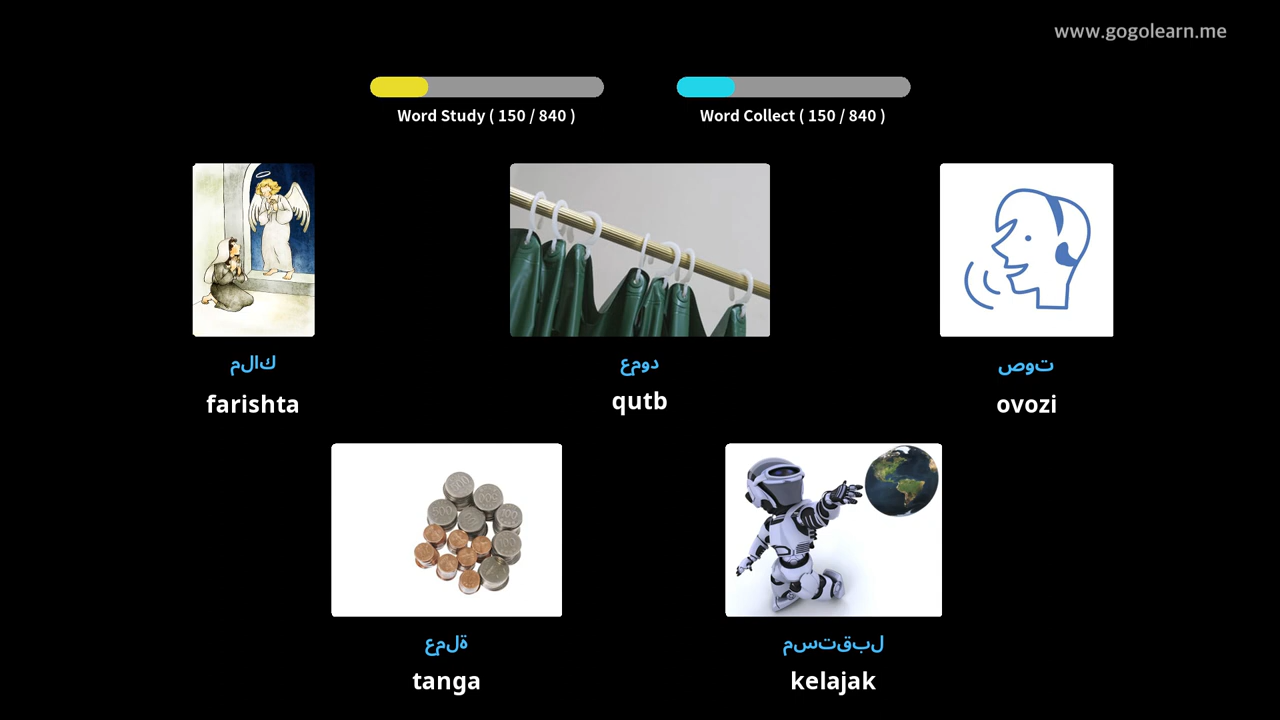 www.gogolearn.me
Word Study ( 150 / 840 )
Word Collect ( 150 / 840 )
ملاك
farishta
عمود
qutb
صوت
ovozi
عملة
tanga
مستقبل
kelajak